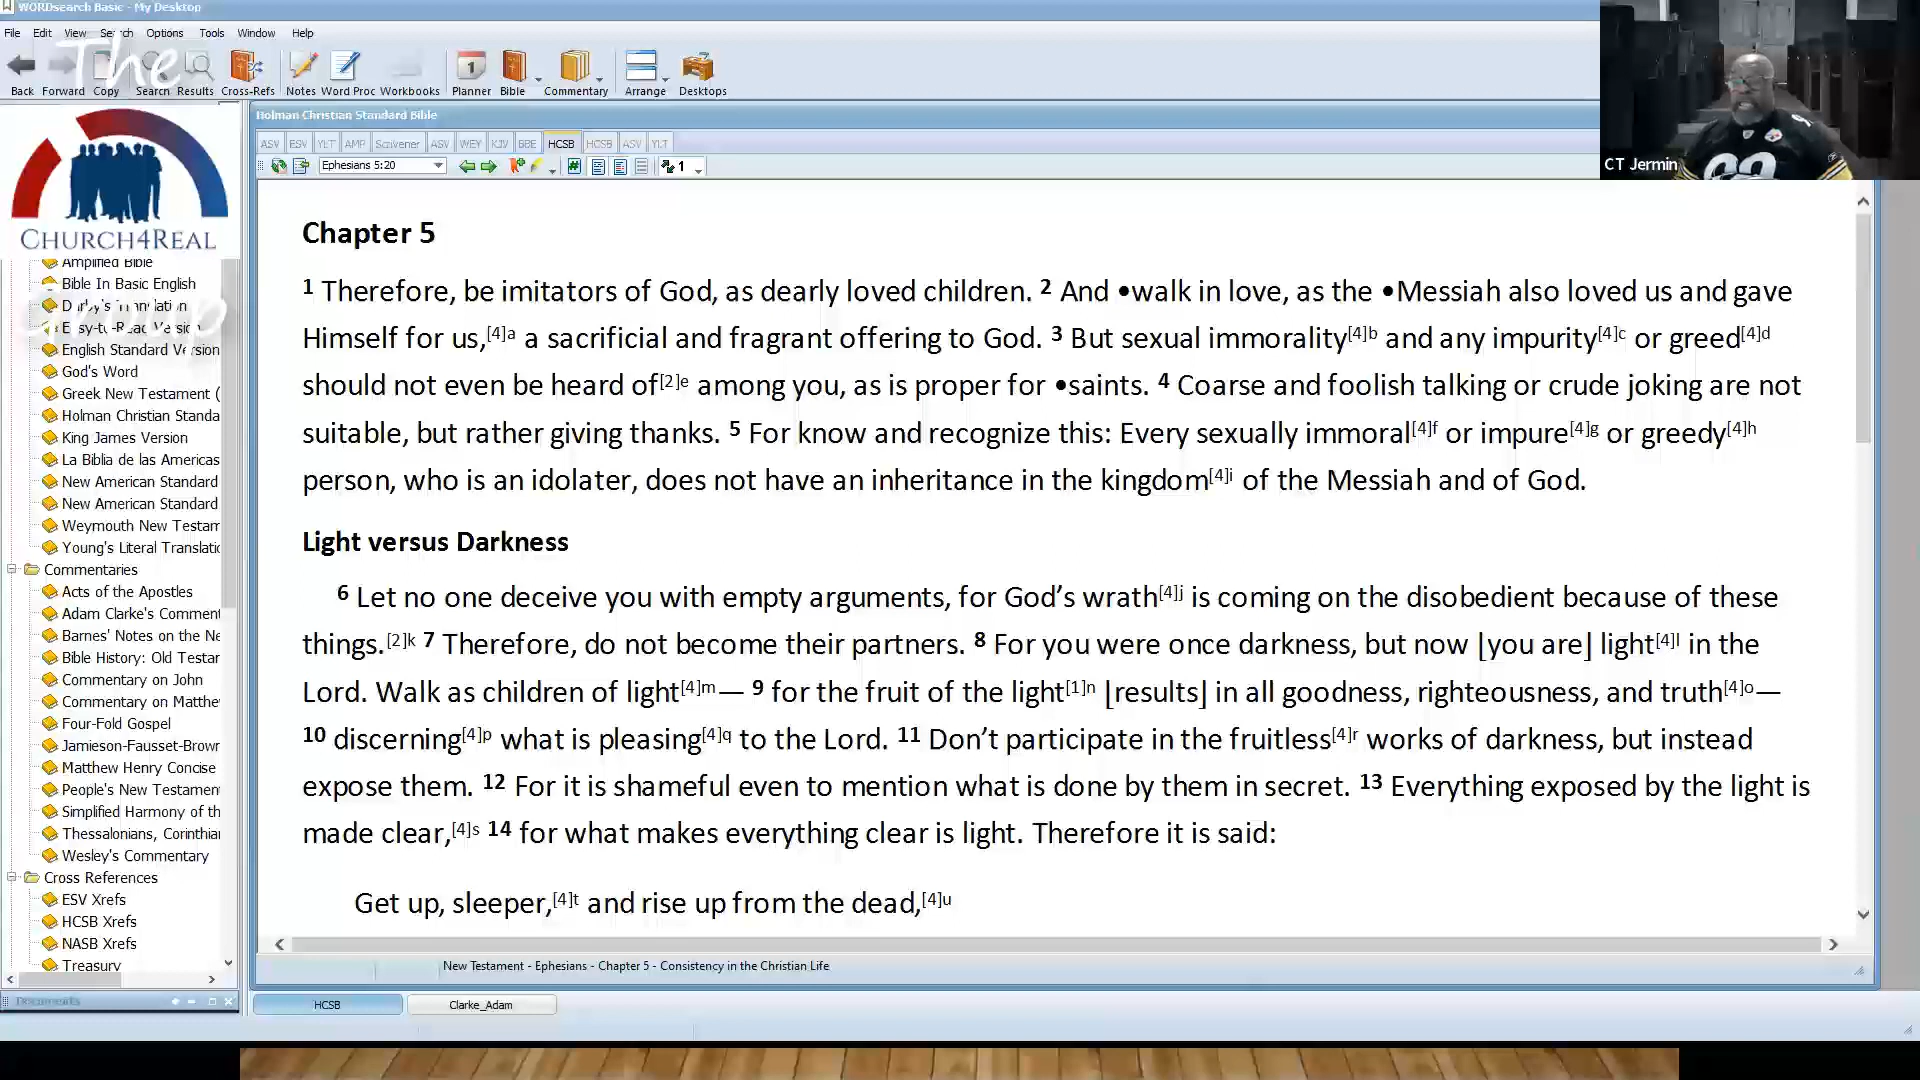 WORDsearch Basic - My Desktop
File Edit View Search Options Tools Window Help
The
Back Forward Copy Search Results Cross-Refs Notes Word Proc Workbooks Planner Bible Commentary Arrange Desktops
1
Holman Christian Standard Bible
ASV ESV YLT AMP Scrivener ASV WEY KJV BBE HCSB HCSB ASV YLT
Ephesians 5:20
1
CT Jermin
CHURCH4REAL
Group
Amplified Bible
Bible In Basic English
Darby's Translation
Easy-to-Read Version
English Standard Version
God's Word
Greek New Testament (
Holman Christian Standa
King James Version
La Biblia de las Americas
New American Standard
New American Standard
Weymouth New Testam
Young's Literal Translatic
Commentaries
Acts of the Apostles
Adam Clarke's Comment
Barnes' Notes on the Ne
Bible History: Old Testar
Commentary on John
Commentary on Matthe
Four-Fold Gospel
Jamieson-Fausset-Brown
Matthew Henry Concise
People's New Testament
Simplified Harmony of th
Thessalonians, Corinthiar
Wesley's Commentary
Cross References
ESV Xrefs
HCSB Xrefs
NASB Xrefs
Treasury
Documents
Chapter 5
1 Therefore, be imitators of God, as dearly loved children. 2 And •walk in love, as the •Messiah also loved us and gave
Himself for us,[4]a a sacrificial and fragrant offering to God. 3 But sexual immorality[4]b and any impurity[4]c or greed[4]d
should not even be heard of[2]e among you, as is proper for •saints. 4 Coarse and foolish talking or crude joking are not
suitable, but rather giving thanks. 5 For know and recognize this: Every sexually immoral[4]f or impure[4]g or greedy[4]h
person, who is an idolater, does not have an inheritance in the kingdom[4]i of the Messiah and of God.
Light versus Darkness
6 Let no one deceive you with empty arguments, for God's wrath[4]j is coming on the disobedient because of these
things.[2]k 7 Therefore, do not become their partners. 8 For you were once darkness, but now ⌊you are⌋ light[4]l in the
Lord. Walk as children of light[4]m— 9 for the fruit of the light[1]n ⌊results⌋ in all goodness, righteousness, and truth[4]o—
10 discerning[4]p what is pleasing[4]q to the Lord. 11 Don't participate in the fruitless[4]r works of darkness, but instead
expose them. 12 For it is shameful even to mention what is done by them in secret. 13 Everything exposed by the light is
made clear,[4]s 14 for what makes everything clear is light. Therefore it is said:
Get up, sleeper,[4]t and rise up from the dead,[4]u
New Testament - Ephesians - Chapter 5 - Consistency in the Christian Life
HCSB Clarke_Adam